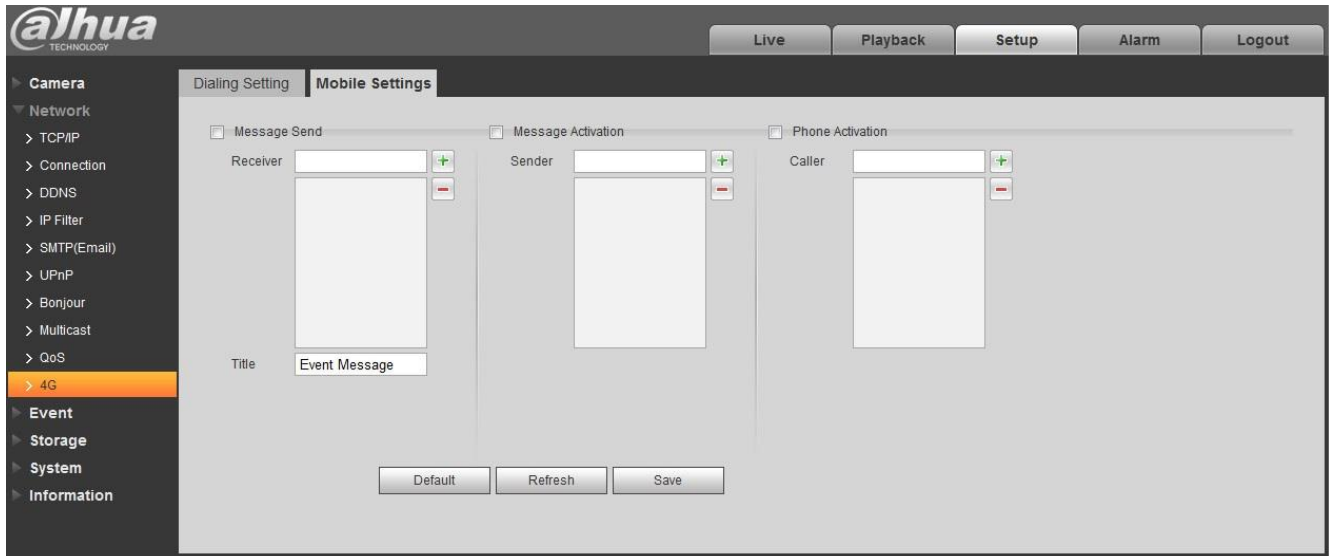 alhua
TECHNOLOGY
Live Playback Setup Alarm Logout
Camera
Network
TCP/IP
Connection
DDNS
IP Filter
SMTP(Email)
UPnP
Bonjour
Multicast
QoS
4G
Event
Storage
System
Information
Dialing Setting Mobile Settings
Message Send Message Activation Phone Activation
Receiver Sender Caller
Title Event Message
Default Refresh Save